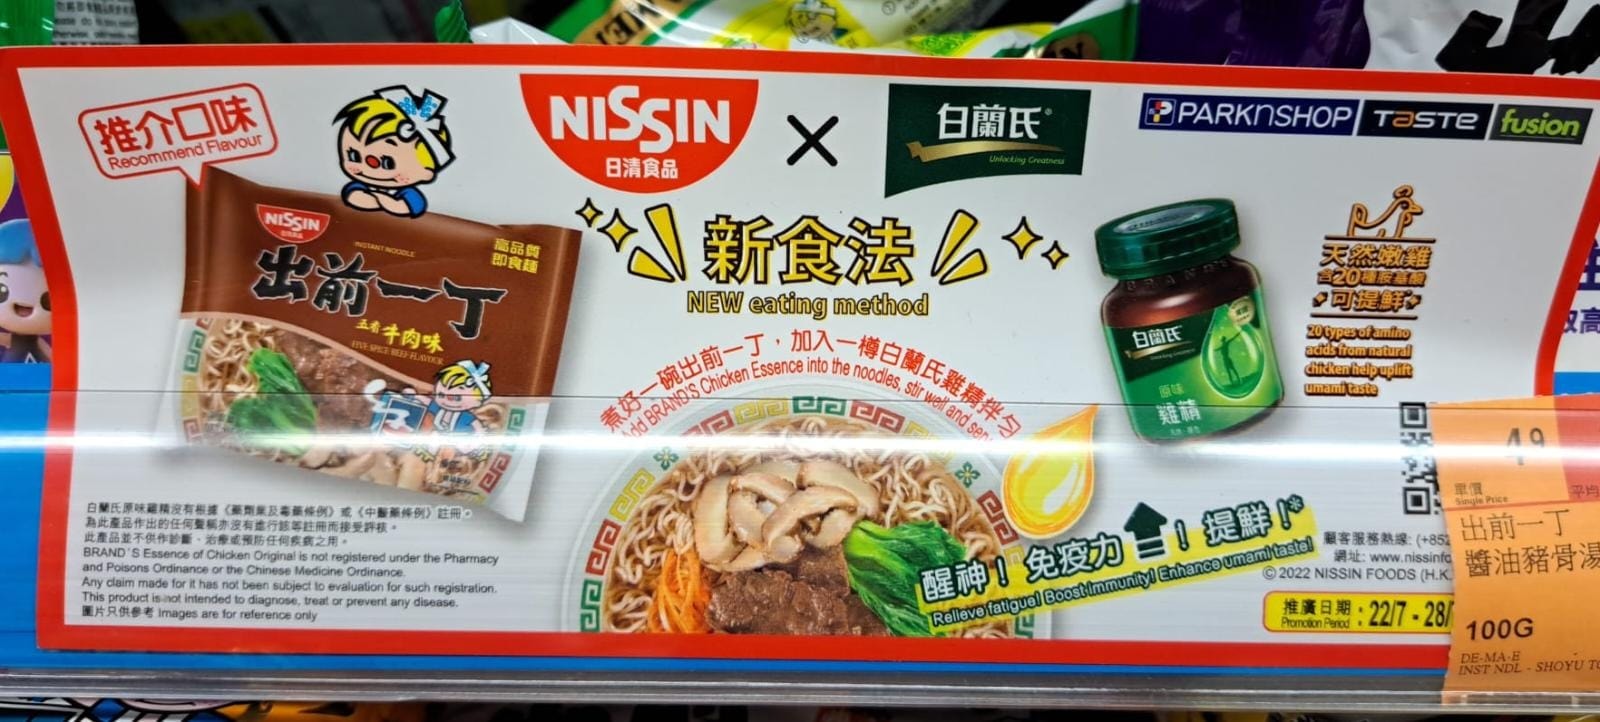 推介口味
Recommend Flavour
NISSIN
日清食品
白蘭氏
Unlocking Greatness
PARKNSHOP
TaSTe
fusion
NISSIN
INSTANT NOODLE
高品質
即食麵
出前一丁
五香牛肉味
FIVE SPICE BEEF FLAVOUR
新食法
NEW eating method
煮好一碗出前一丁，加入一樽白蘭氏雞精拌勻
Add BRAND'S Chicken Essence into the noodles, stir well and
白蘭氏
原味
雞精
天然嫩雞
含20種胺基酸
可提鮮
20 types of amino
acids from natural
chicken help uplift
umami taste
醒神！免疫力！提鮮！*
Relieve fatigue! Boost Immunity! Enhance umami taste!
白蘭氏原味雞精沒有根據《藥劑業及毒藥條例》或《中醫藥條例》註冊。
為此產品作出的任何聲稱亦沒有進行該等註冊而接受評核。
此產品並不供作診斷、治療或預防任何疾病之用。
BRAND'S Essence of Chicken Original is not registered under the Pharmacy
and Poisons Ordinance or the Chinese Medicine Ordinance.
Any claim made for it has not been subject to evaluation for such registration.
This product is not intended to diagnose, treat or prevent any disease.
圖片只供參考 Images are for reference only
顧客服務熱線: (+852
網址: www.nissinfo
© 2022 NISSIN FOODS (H.K.
推廣日期：22/7 - 28/
Promotion Period
49
單價
Single Price
平均
出前一丁
醬油豬骨湯
100G
DE-MA-E
INST NDL - SHOYU TO